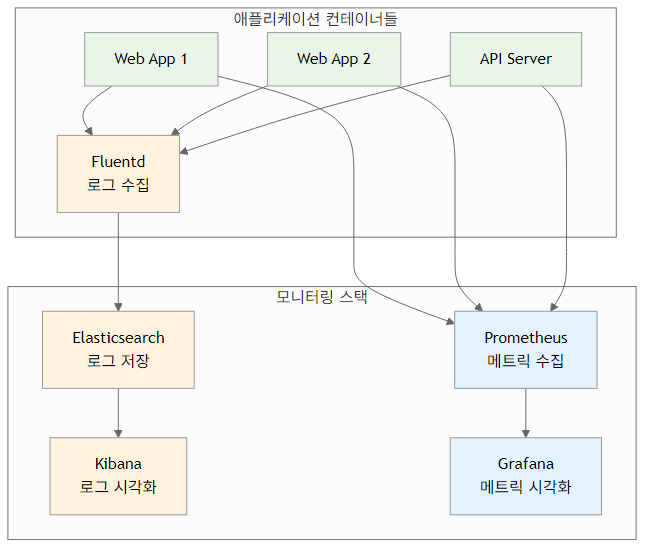 애플리케이션 컨테이너들
Web App 1
Web App 2
API Server
Fluentd
로그 수집
모니터링 스택
Elasticsearch
로그 저장
Prometheus
메트릭 수집
Kibana
로그 시각화
Grafana
메트릭 시각화